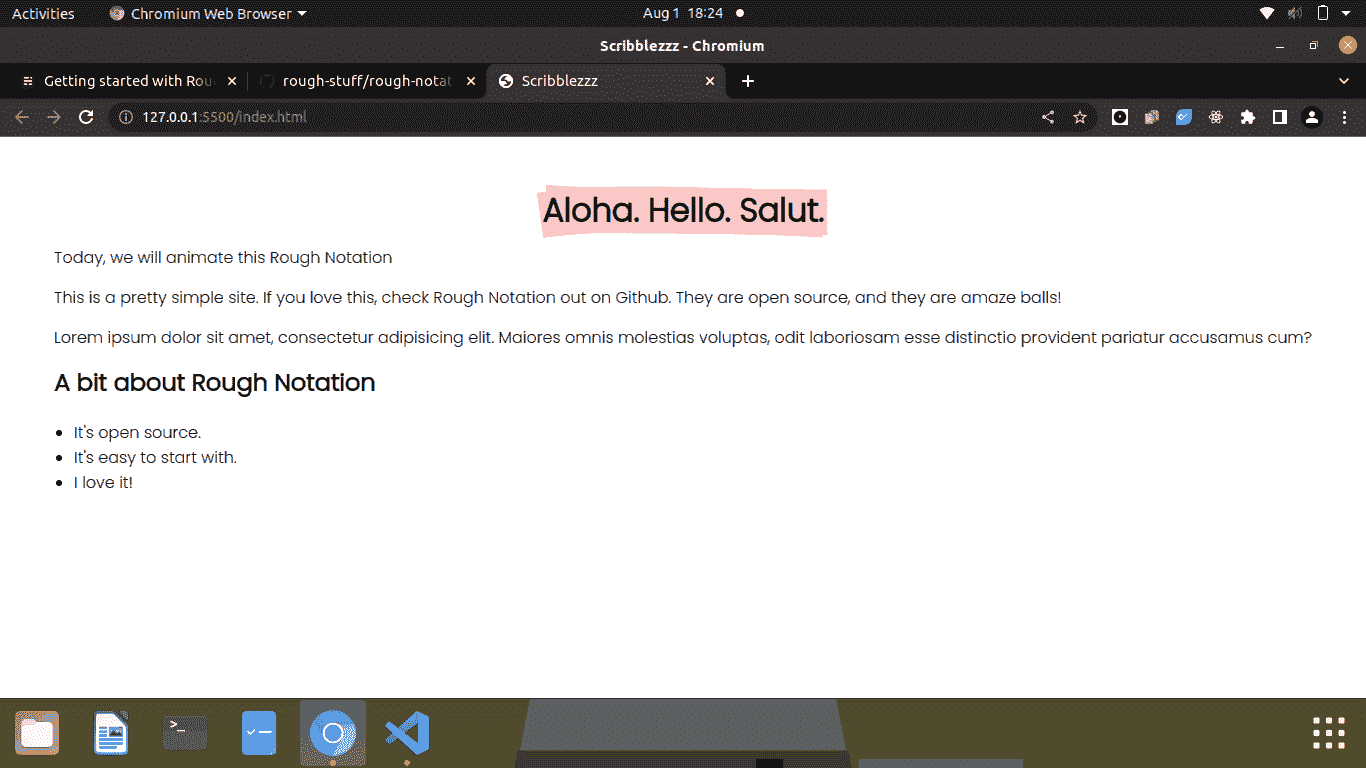 Activities
Chromium Web Browser
Aug 1 18:24
Scribblezzz - Chromium
Getting started with Rou
rough-stuff/rough-notat
Scribblezzz
127.0.0.1:5500/index.html
Aloha. Hello. Salut.
Today, we will animate this Rough Notation
This is a pretty simple site. If you love this, check Rough Notation out on Github. They are open source, and they are amaze balls!
Lorem ipsum dolor sit amet, consectetur adipisicing elit. Maiores omnis molestias voluptas, odit laboriosam esse distinctio provident pariatur accusamus cum?
A bit about Rough Notation
It's open source.
It's easy to start with.
I love it!